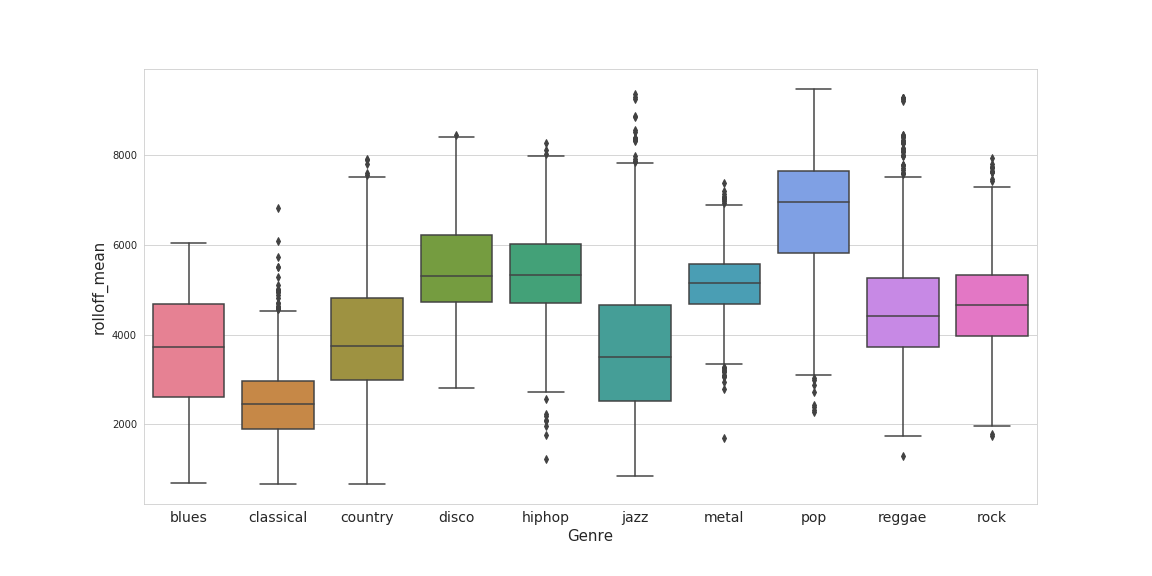 rolloff_mean
8000
6000
4000
2000
blues classical country disco hiphop jazz metal pop reggae rock
Genre